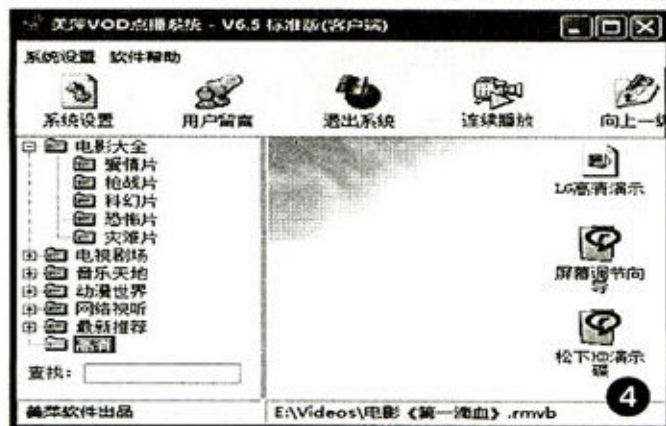 美萍VOD点播系统 - V6.5 标准版(客户端)
系统设置 软件帮助
系统设置 用户留言 退出系统 连续播放 向上一级
电影大全
爱情片
枪战片
科幻片
恐怖片
灾难片
电视剧场
音乐天地
动漫世界
网络视听
最新推荐
高清
查找:
LG高清演示
屏幕调节向
导
松下 演示
碟
4
美萍软件出品 E:\Videos\电影《第一滴血》.rmvb